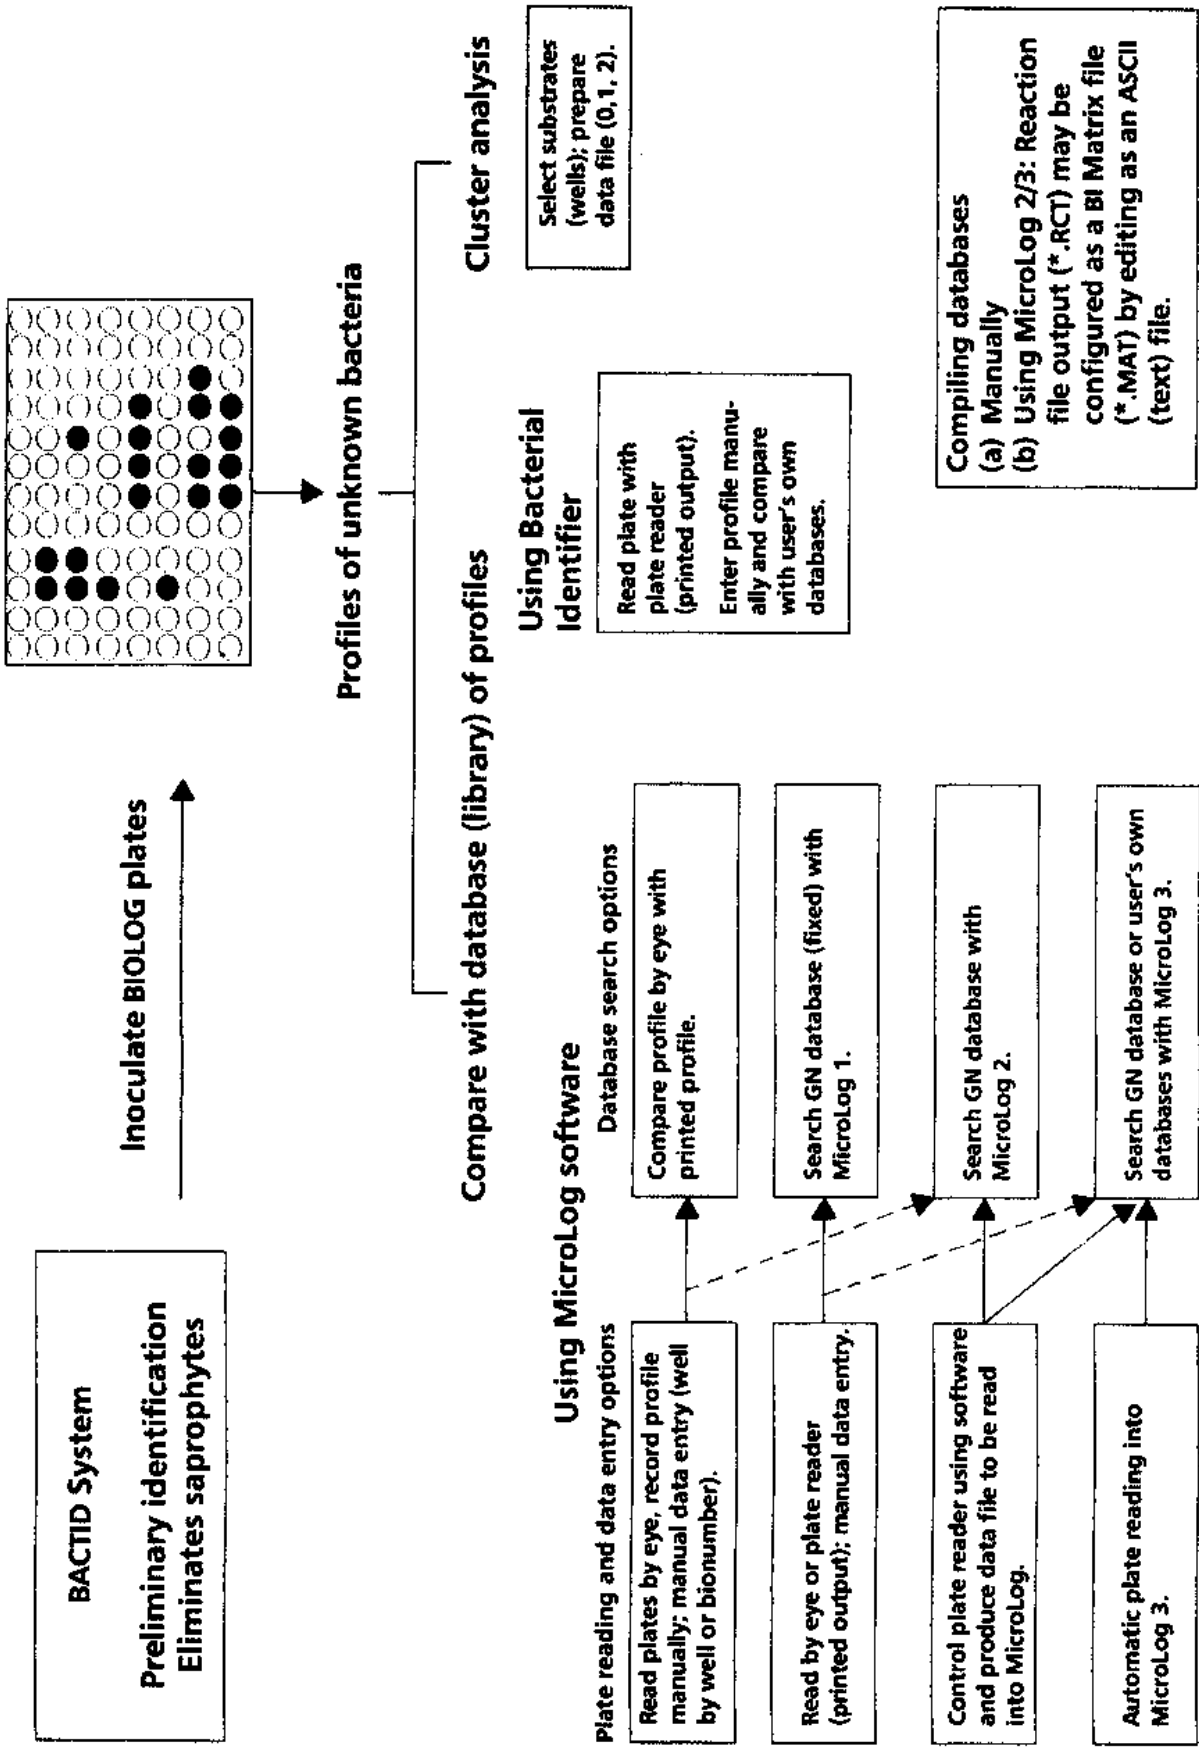 BACTID System
Preliminary identification
Eliminates saprophytes
Inoculate BIOLOG plates
Profiles of unknown bacteria
Compare with database (library) of profiles
Cluster analysis
Select substrates
(wells); prepare
data file (0,1, 2).
Using MicroLog software
Using Bacterial
Identifier
Read plate with
plate reader
(printed output).
Enter profile manu-
ally and compare
with user's own
databases.
Plate reading and data entry options
Database search options
Read plates by eye, record profile
manually; manual data entry (well
by well or bionumber).
Compare profile by eye with
printed profile.
Read by eye or plate reader
(printed output); manual data entry.
Search GN database (fixed) with
MicroLog 1.
Control plate reader using software
and produce data file to be read
into MicroLog.
Search GN database with
MicroLog 2.
Automatic plate reading into
MicroLog 3.
Search GN database or user's own
databases with MicroLog 3.
Compiling databases
(a) Manually
(b) Using MicroLog 2/3: Reaction
file output (*.RCT) may be
configured as a BI Matrix file
(*.MAT) by editing as an ASCII
(text) file.